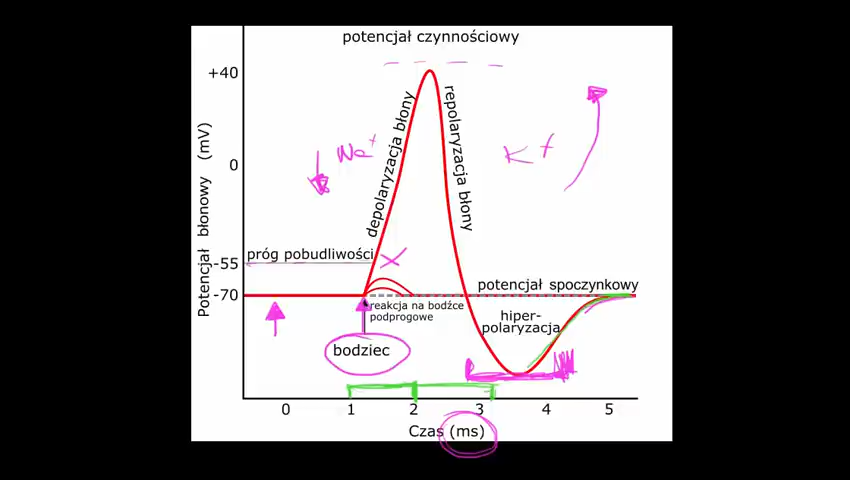 potencjał czynnościowy
+40
0
-55
-70
Potencjał błonowy (mV)
depolaryzacja błony
repolaryzacja błony
Na+
K+
próg pobudliwości
X
potencjał spoczynkowy
reakcja na bodźce
podprogowe
hiper-
polaryzacja
bodziec
0 1 2 3 4 5
Czas (ms)